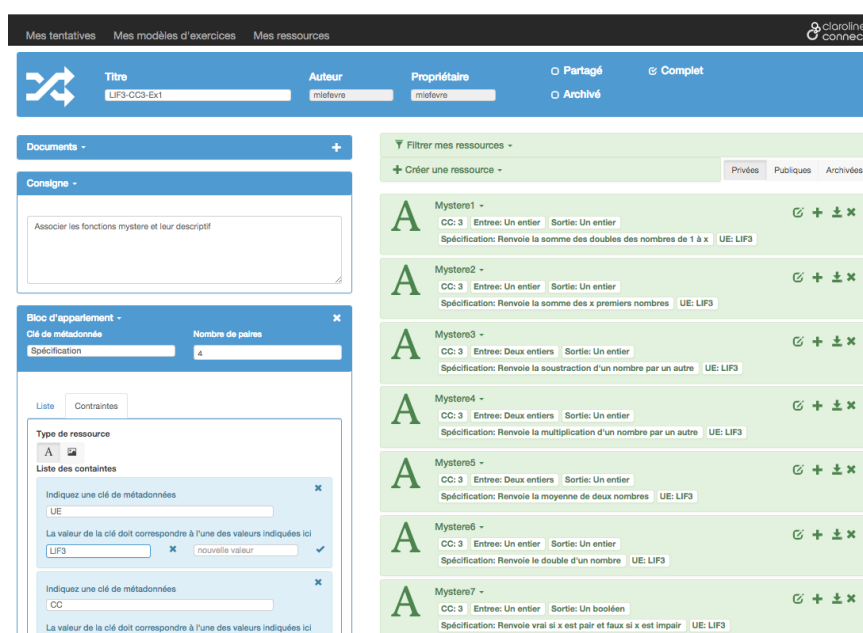 Mes tentatives Mes modèles d'exercices Mes ressources
claroline
connec
Titre Auteur Propriétaire Partagé Complet
LIF3-CC3-Ex1 mlefevre mlefevre Archivé
Documents +
Consigne
Associer les fonctions mystere et leur descriptif
Bloc d'appariement
Clé de métadonnée Nombre de paires
Spécification 4
Liste Contraintes
Type de ressource
A
Liste des containtes
Indiquez une clé de métadonnées
UE
La valeur de la clé doit correspondre à l'une des valeurs indiquées ici
LIF3 nouvelle valeur
Indiquez une clé de métadonnées
CC
La valeur de la clé doit correspondre à l'une des valeurs indiquées ici
Filtrer mes ressources
+ Créer une ressource Privées Publiques Archivées
A Mystere1
CC: 3 Entree: Un entier Sortie: Un entier
Spécification: Renvoie la somme des doubles des nombres de 1 à x UE: LIF3
A Mystere2
CC: 3 Entree: Un entier Sortie: Un entier
Spécification: Renvoie la somme des x premiers nombres UE: LIF3
A Mystere3
CC: 3 Entree: Deux entiers Sortie: Un entier
Spécification: Renvoie la soustraction d'un nombre par un autre UE: LIF3
A Mystere4
CC: 3 Entree: Deux entiers Sortie: Un entier
Spécification: Renvoie la multiplication d'un nombre par un autre UE: LIF3
A Mystere5
CC: 3 Entree: Deux entiers Sortie: Un entier
Spécification: Renvoie la moyenne de deux nombres UE: LIF3
A Mystere6
CC: 3 Entree: Un entier Sortie: Un entier
Spécification: Renvoie le double d'un nombre UE: LIF3
A Mystere7
CC: 3 Entree: Un entier Sortie: Un booléen
Spécification: Renvoie vrai si x est pair et faux si x est impair UE: LIF3